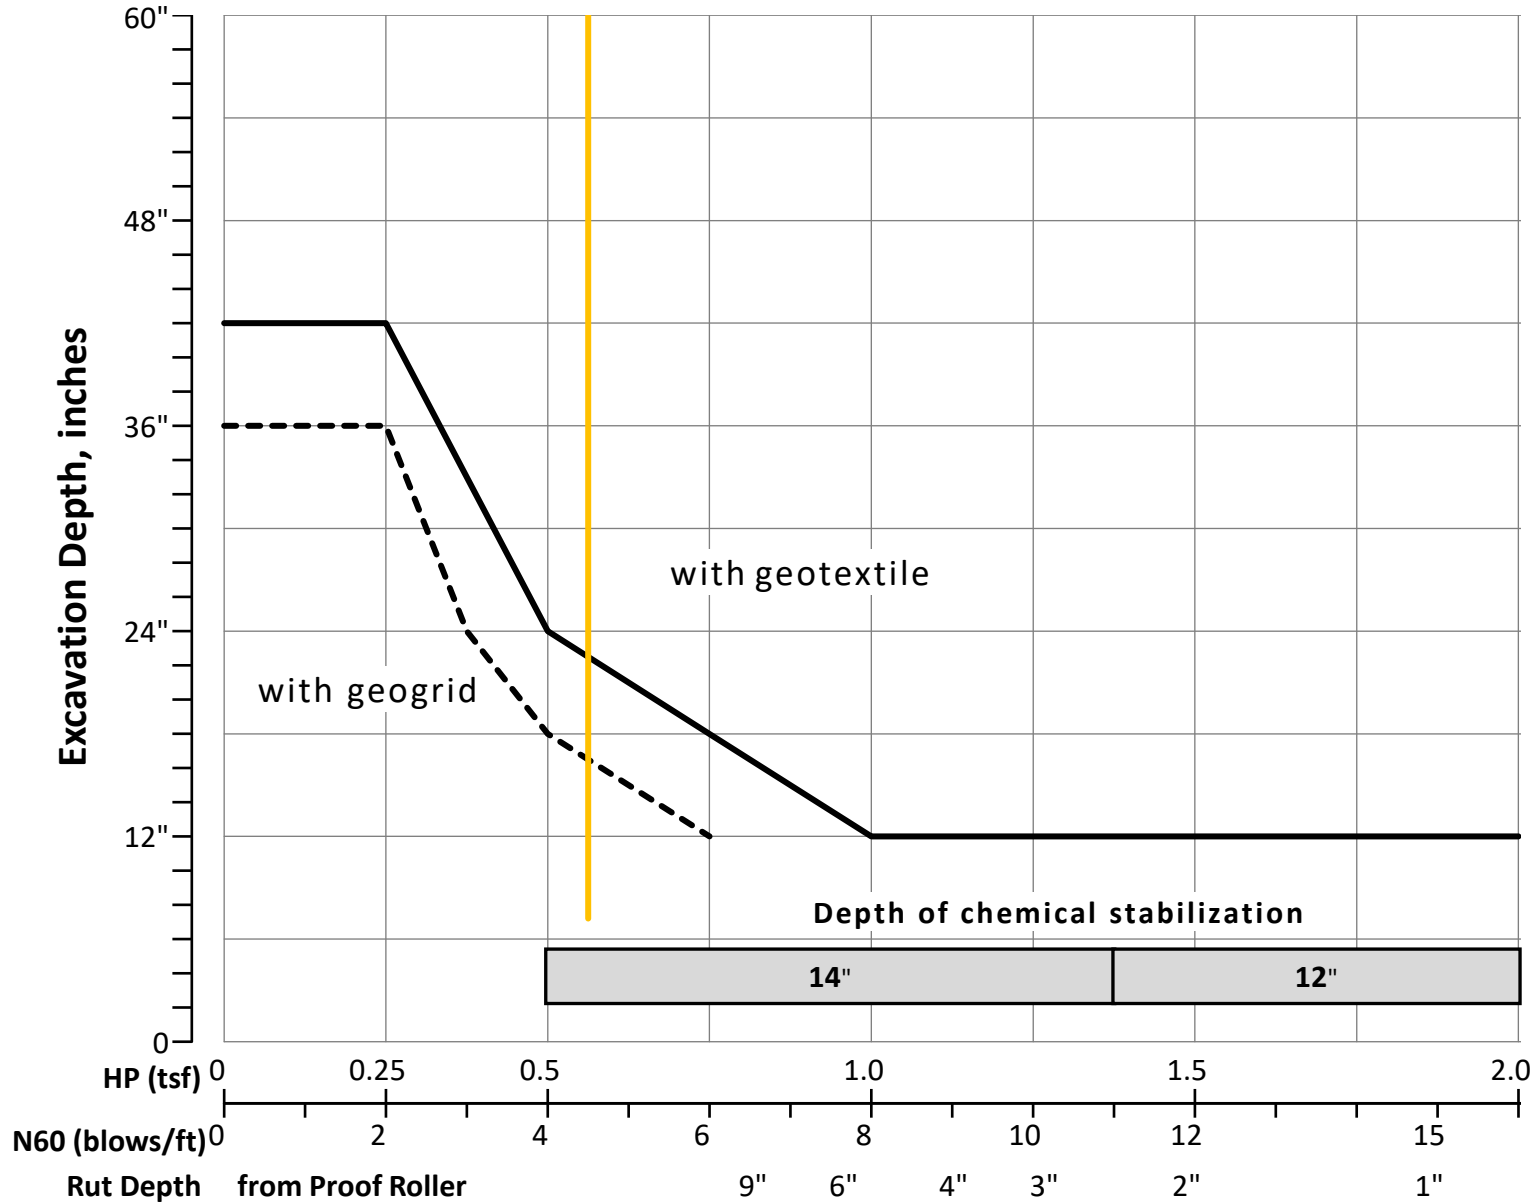 60"
48"
36"
24"
12"
0
Excavation Depth, inches
with geotextile
with geogrid
Depth of chemical stabilization
14" 12"
HP (tsf) 0 0.25 0.5 1.0 1.5 2.0
N60 (blows/ft) 0 2 4 6 8 10 12 15
Rut Depth from Proof Roller 9" 6" 4" 3" 2" 1"